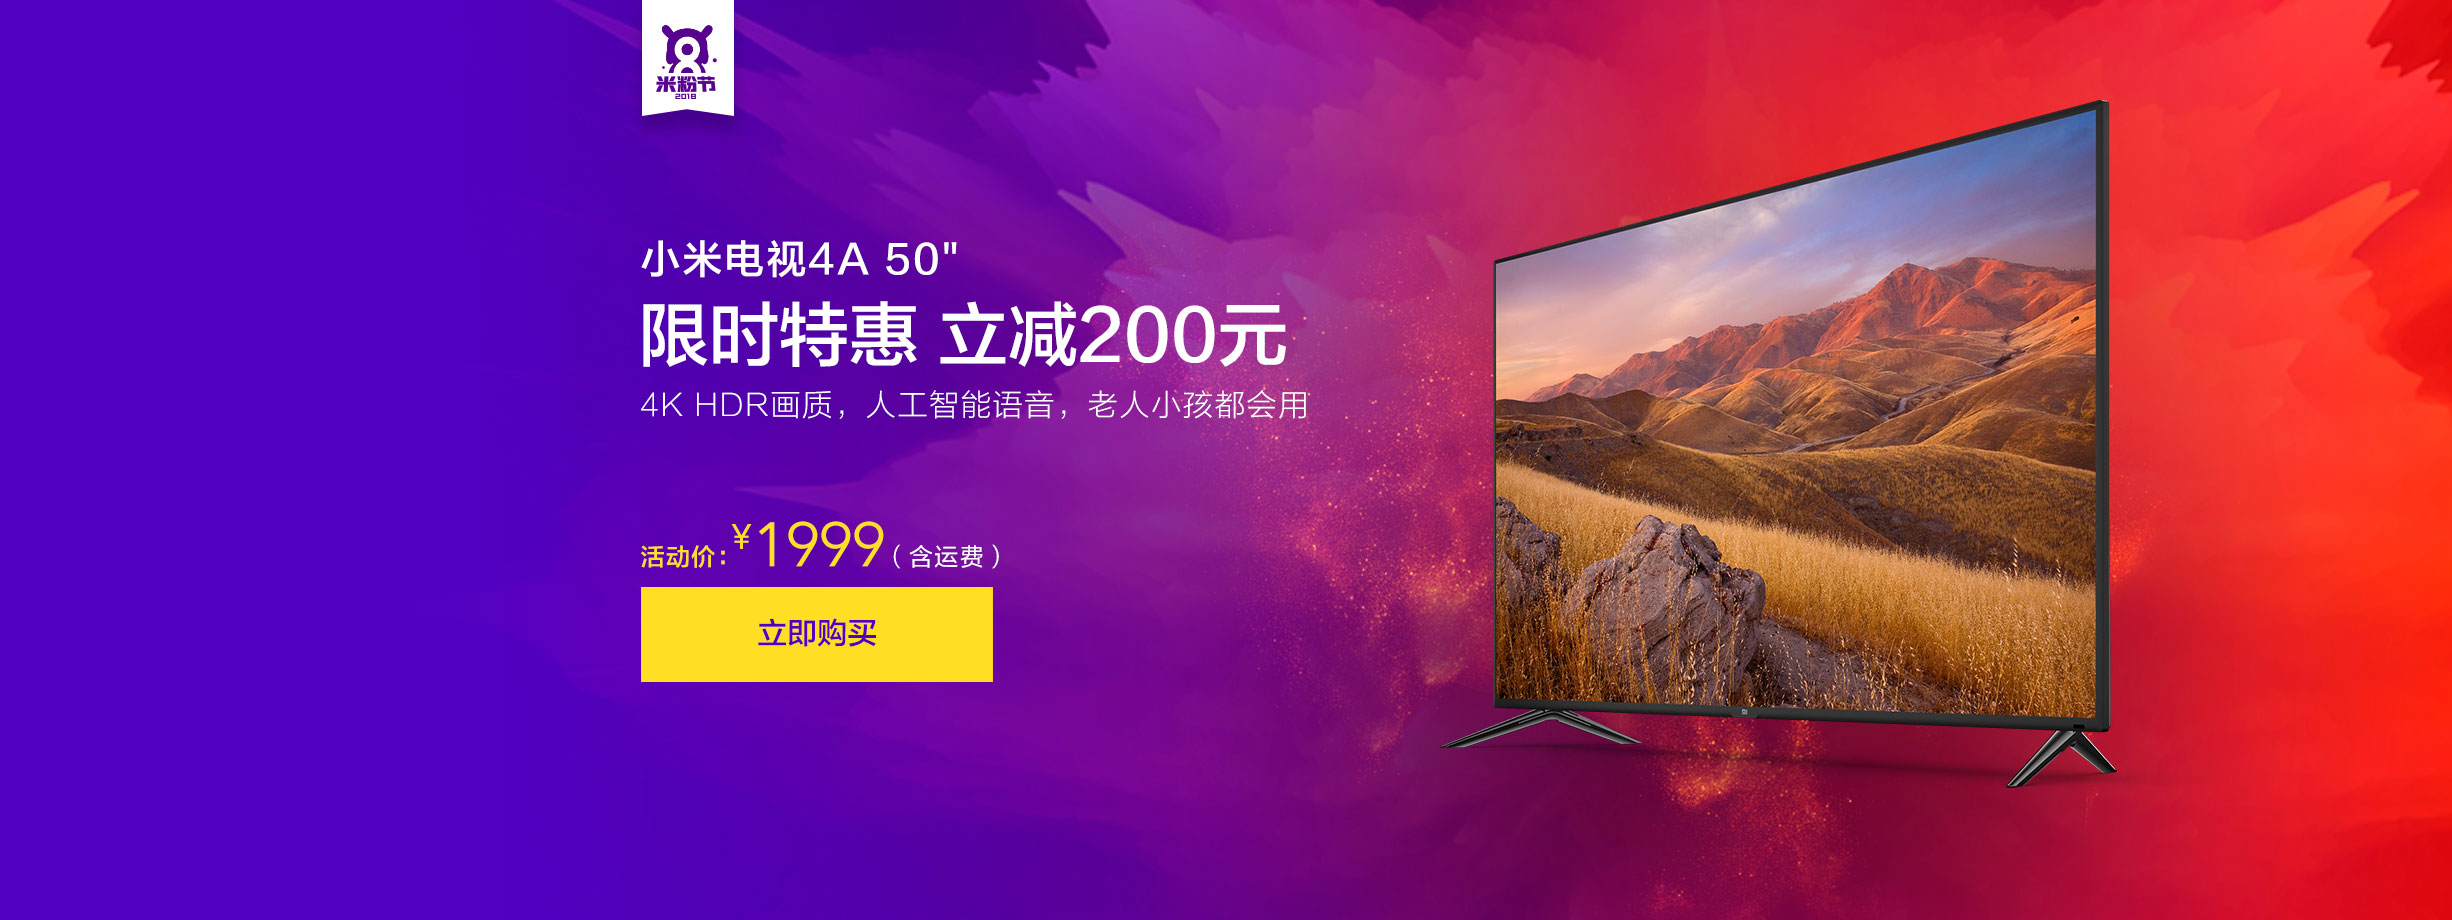 米粉节
2018
小米电视4A 50"
限时特惠 立减200元
4K HDR画质，人工智能语音，老人小孩都会用
活动价：¥1999（含运费）
立即购买